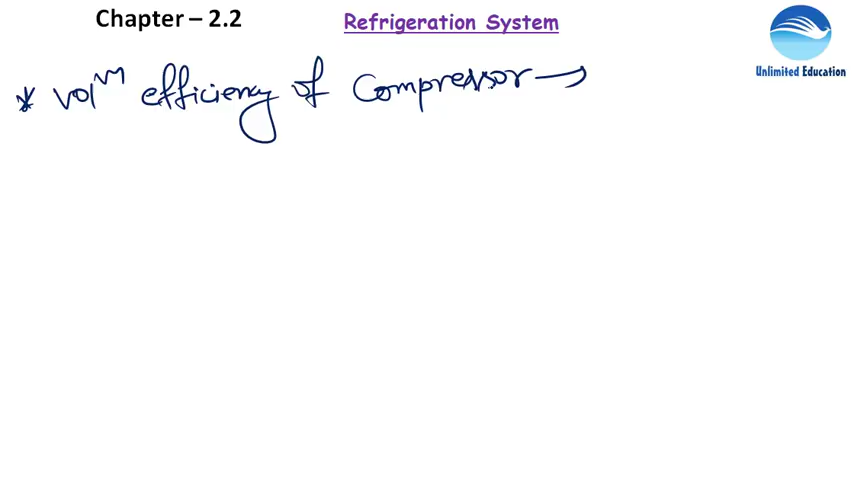 Chapter – 2.2
Refrigeration System
Unlimited Education
* Volm efficiency of Compressor →